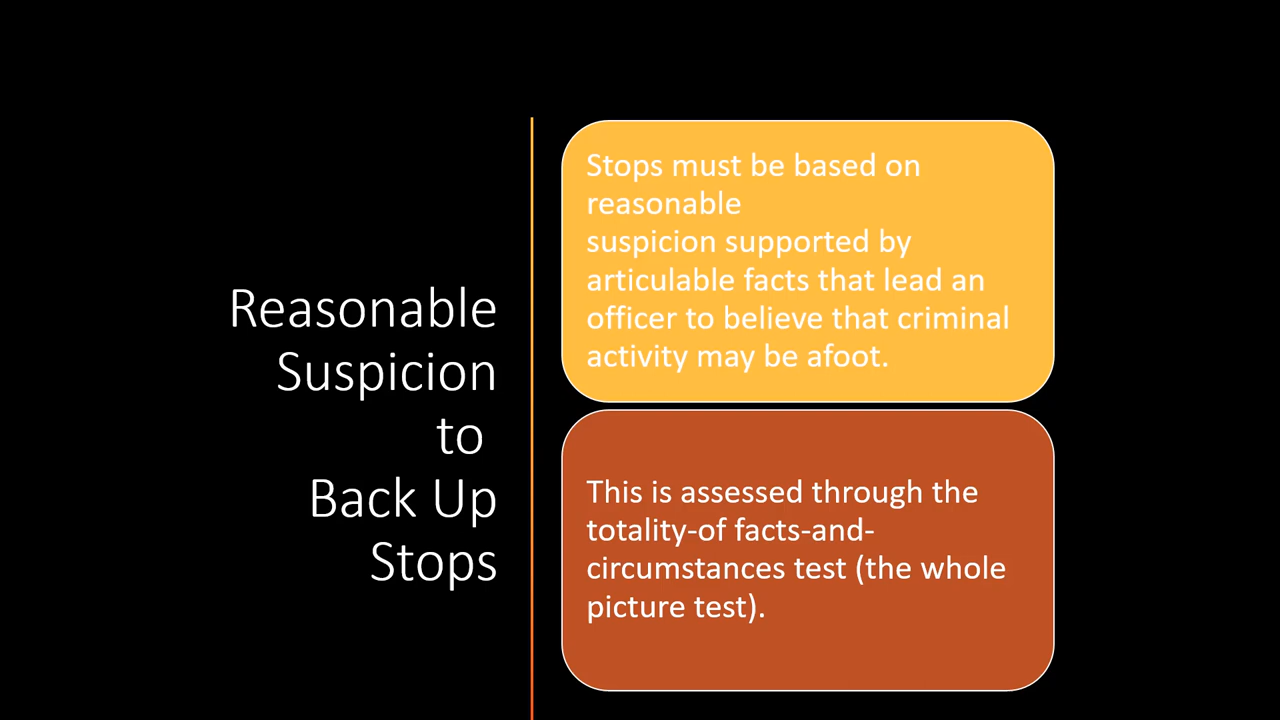 Reasonable
Suspicion
to
Back Up
Stops
Stops must be based on
reasonable
suspicion supported by
articulable facts that lead an
officer to believe that criminal
activity may be afoot.
This is assessed through the
totality-of facts-and-
circumstances test (the whole
picture test).